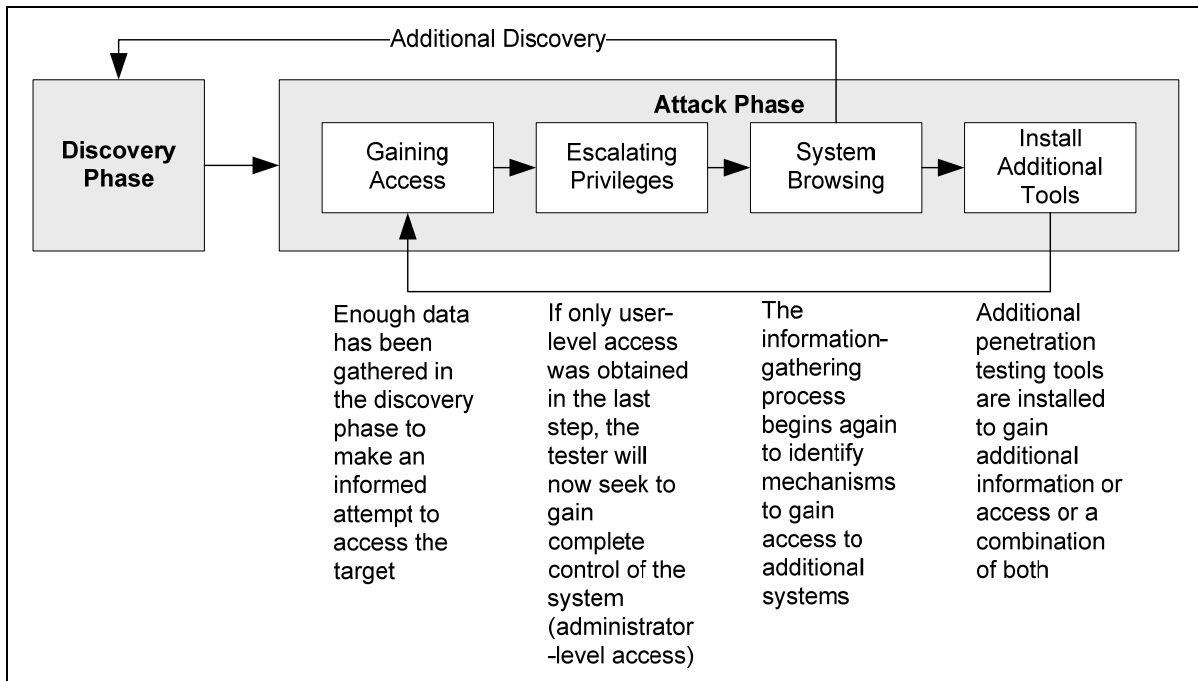 Additional Discovery
Attack Phase
Discovery
Phase
Gaining
Access
Escalating
Privileges
System
Browsing
Install
Additional
Tools
Enough data
has been
gathered in
the discovery
phase to
make an
informed
attempt to
access the
target
If only user-
level access
was obtained
in the last
step, the
tester will
now seek to
gain
complete
control of the
system
(administrator
-level access)
The
information-
gathering
process
begins again
to identify
mechanisms
to gain
access to
additional
systems
Additional
penetration
testing tools
are installed
to gain
additional
information or
access or a
combination
of both